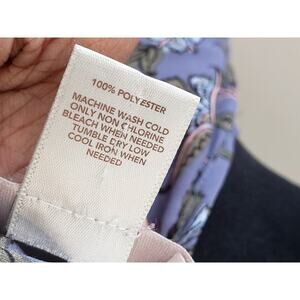 100% POLYESTER
MACHINE WASH COLD
ONLY NON CHLORINE
BLEACH WHEN NEEDED
TUMBLE DRY LOW
COOL IRON WHEN
NEEDED